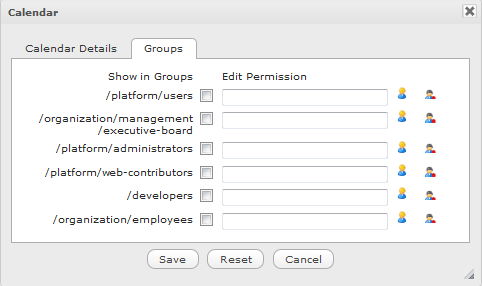 Calendar
Calendar Details
Groups
Show in Groups
Edit Permission
/platform/users
/organization/management
/executive-board
/platform/administrators
/platform/web-contributors
/developers
/organization/employees
Save
Reset
Cancel